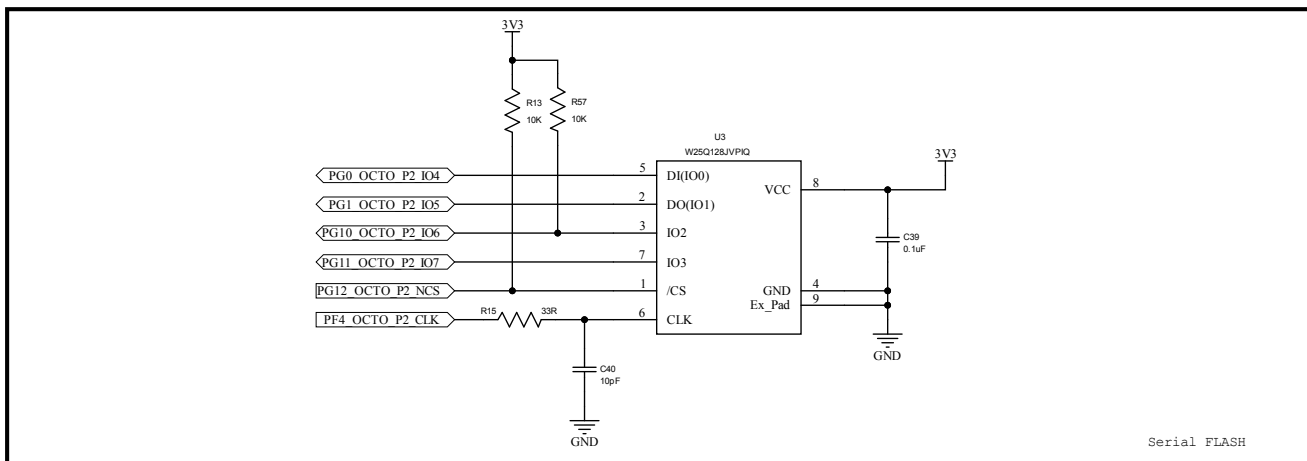 3V3
R13
10K
R57
10K
U3
W25Q128JVPIQ
3V3
PG0_OCTO_P2_IO4
5
DI(IO0)
VCC
8
PG1_OCTO_P2_IO5
2
DO(IO1)
PG10_OCTO_P2_IO6
3
IO2
C39
0.1uF
PG11_OCTO_P2_IO7
7
IO3
PG12_OCTO_P2_NCS
1
/CS
GND
4
Ex_Pad
9
PF4_OCTO_P2_CLK
R15
33R
6
CLK
GND
C40
10pF
GND
Serial FLASH